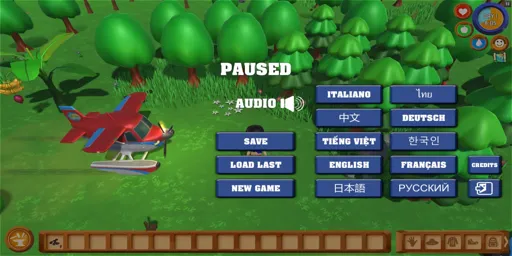 PAUSED
AUDIO
ITALIANO
ไทย
中文
DEUTSCH
SAVE
TIẾNG VIỆT
한국인
LOAD LAST
ENGLISH
FRANÇAIS
CREDITS
NEW GAME
日本語
РУССКИЙ